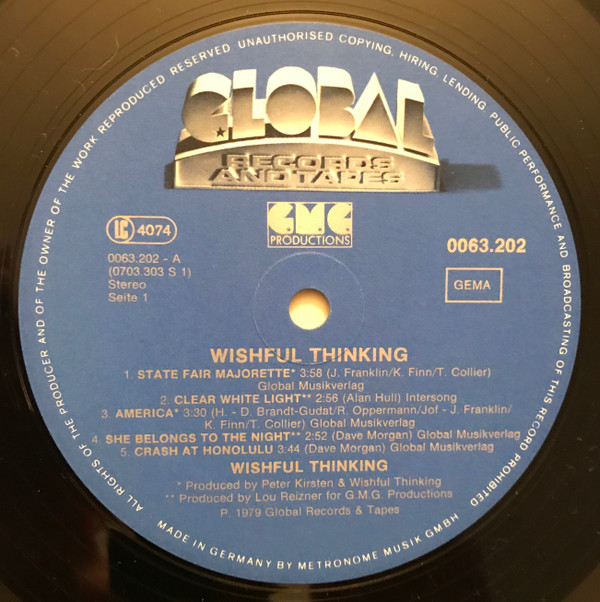 ALL RIGHTS OF THE PRODUCER AND OF THE OWNER OF THE WORK REPRODUCED RESERVED UNAUTHORISED COPYING, HIRING, LENDING PUBLIC PERFORMANCE AND BROADCASTING OF THIS RECORD PROHIBITED
GLOBAL
RECORDS
AND TAPES
G.M.G.
PRODUCTIONS
LC 4074
0063.202
0063.202 - A
(0703.303 S 1)
Stereo
Seite 1
GEMA
WISHFUL THINKING
1. STATE FAIR MAJORETTE* 3:58 (J. Franklin/K. Finn/T. Collier)
Global Musikverlag
2. CLEAR WHITE LIGHT** 2:56 (Alan Hull) Intersong
3. AMERICA* 3:30 (H. - D. Brandt-Gudat/R. Oppermann/Jof - J. Franklin/
K. Finn/T. Collier) Global Musikverlag
4. SHE BELONGS TO THE NIGHT** 2:52 (Dave Morgan) Global Musikverlag
5. CRASH AT HONOLULU 3:44 (Dave Morgan) Global Musikverlag
WISHFUL THINKING
* Produced by Peter Kirsten & Wishful Thinking
** Produced by Lou Reizner for G.M.G. Productions
P. 1979 Global Records & Tapes
MADE IN GERMANY BY METRONOME MUSIK GMBH